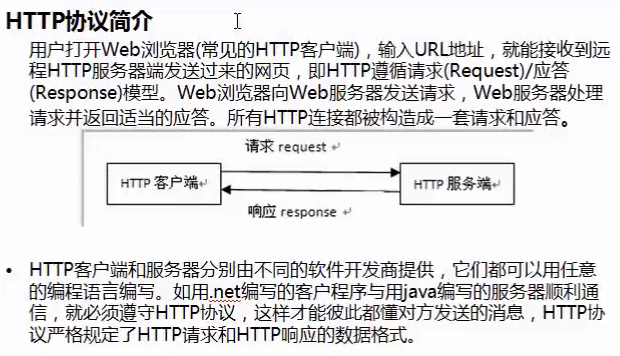 HTTP协议简介
用户打开Web浏览器(常见的HTTP客户端)，输入URL地址，就能接收到远
程HTTP服务器端发送过来的网页，即HTTP遵循请求(Request)/应答
(Response)模型。Web浏览器向Web服务器发送请求，Web服务器处理
请求并返回适当的应答。所有HTTP连接都被构造成一套请求和应答。
请求 request
HTTP 客户端
HTTP 服务端
响应 response
• HTTP客户端和服务器分别由不同的软件开发商提供，它们都可以用任意
的编程语言编写。如用.net编写的客户程序与用java编写的服务器顺利通
信，就必须遵守HTTP协议，这样才能彼此都懂对方发送的消息，HTTP协
议严格规定了HTTP请求和HTTP响应的数据格式。